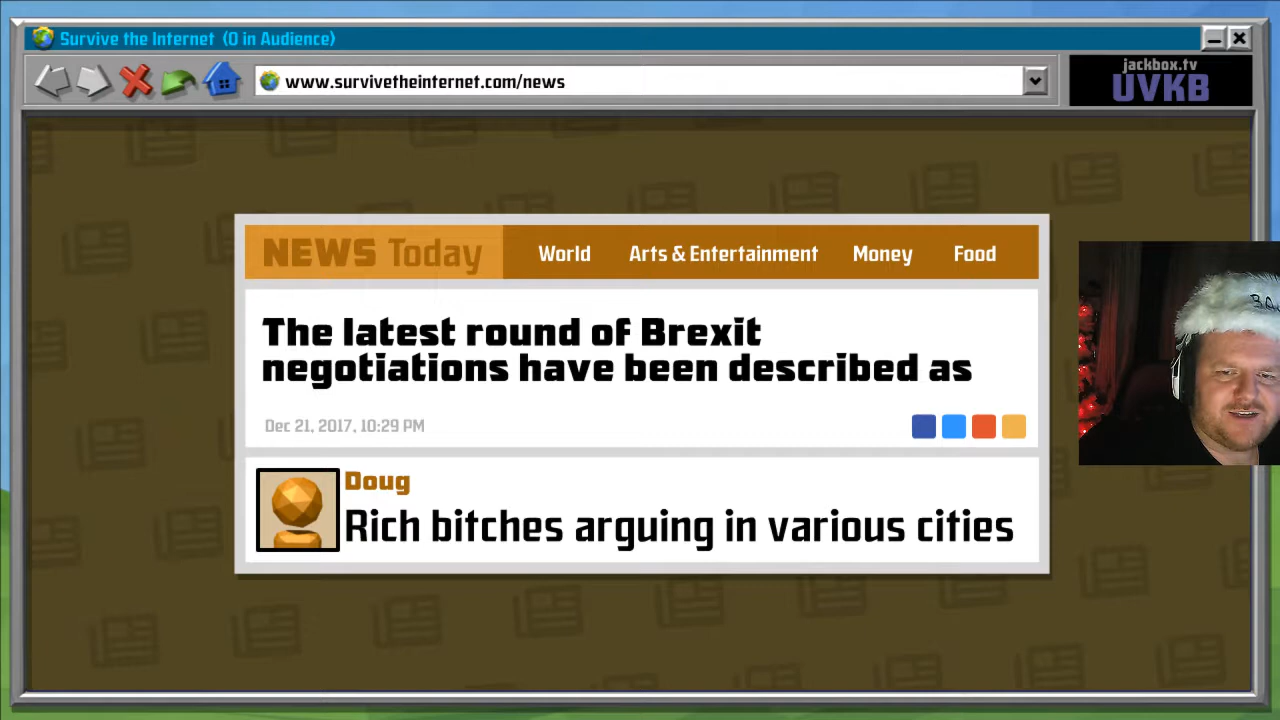 Survive the Internet (0 in Audience)
www.survivetheinternet.com/news
jackbox.tv
UVKB
NEWS Today World Arts & Entertainment Money Food
The latest round of Brexit
negotiations have been described as
Dec 21, 2017, 10:29 PM
Doug
Rich bitches arguing in various cities